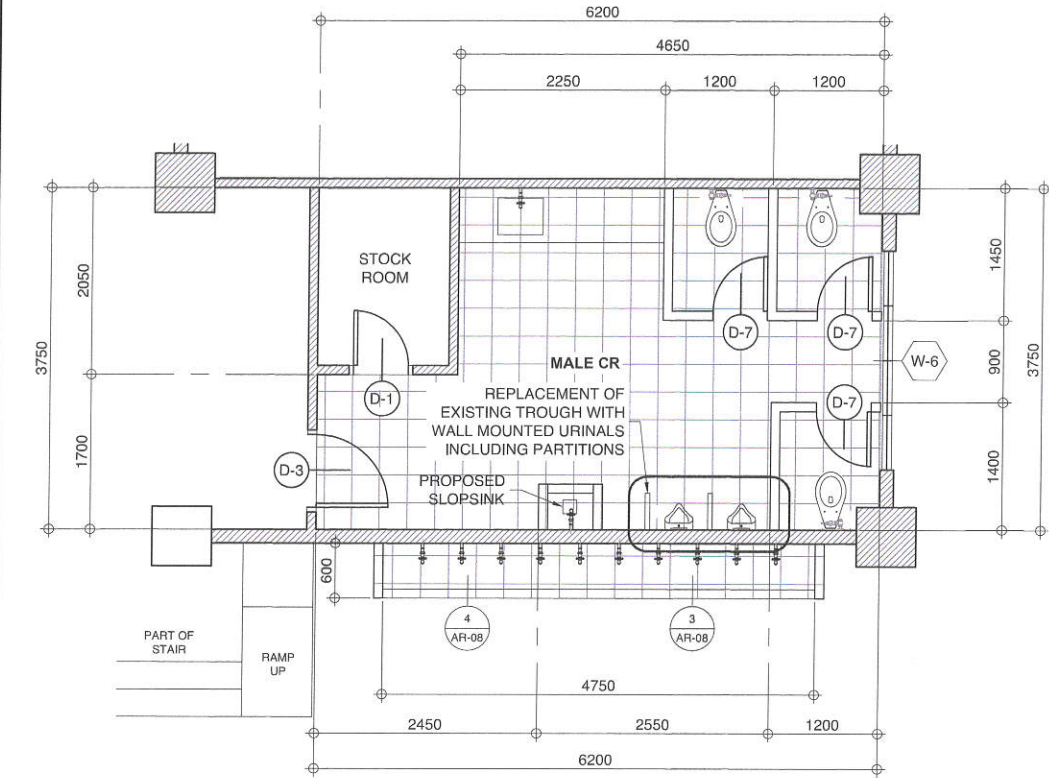 6200
4650
2250
1200
1200
STOCK
ROOM
2050
3750
1450
3750
D-7
D-7
W-6
MALE CR
900
D-1
D-7
REPLACEMENT OF
EXISTING TROUGH WITH
WALL MOUNTED URINALS
INCLUDING PARTITIONS
1700
D-3
PROPOSED
SLOPSINK
1400
600
4
AR-08
3
AR-08
PART OF
STAIR
RAMP
UP
4750
2450
2550
1200
6200